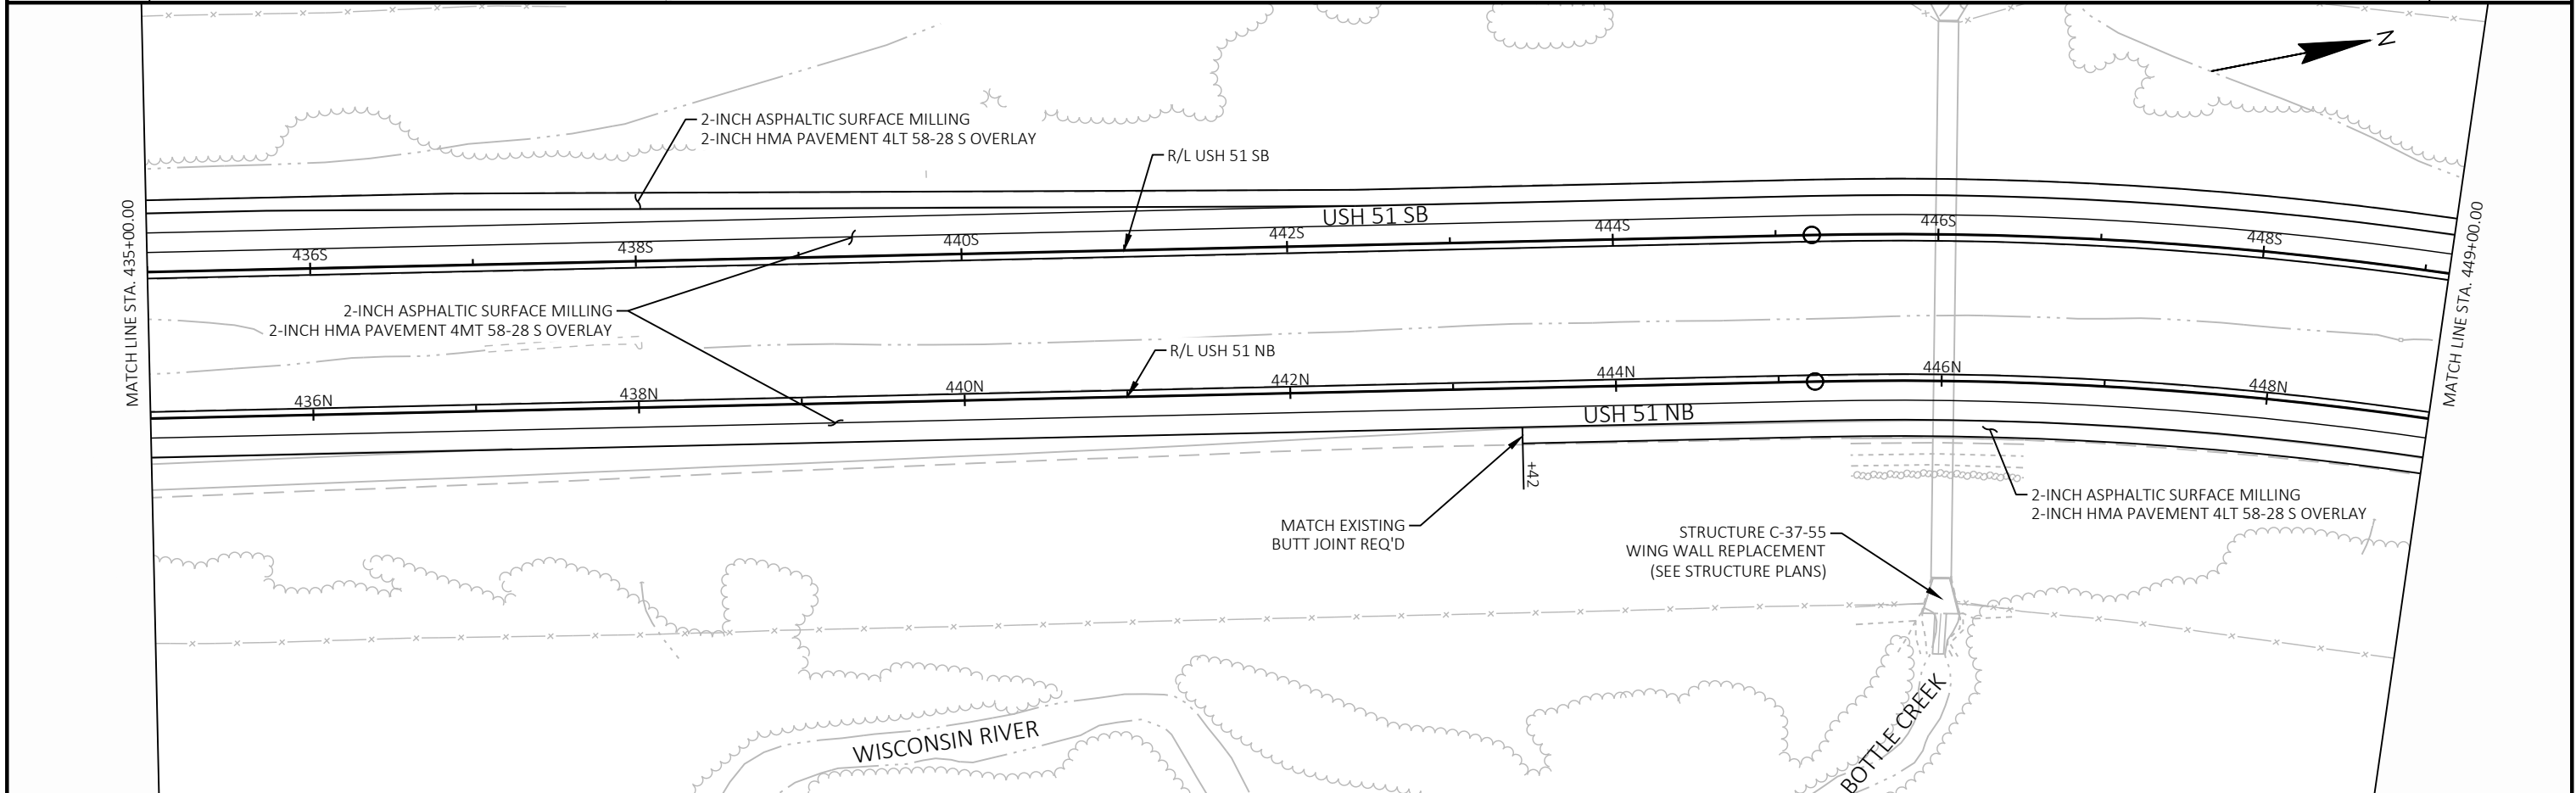 N
2-INCH ASPHALTIC SURFACE MILLING
2-INCH HMA PAVEMENT 4LT 58-28 S OVERLAY
R/L USH 51 SB
USH 51 SB
436S
438S
440S
442S
444S
446S
448S
MATCH LINE STA. 435+00.00
MATCH LINE STA. 449+00.00
2-INCH ASPHALTIC SURFACE MILLING
2-INCH HMA PAVEMENT 4MT 58-28 S OVERLAY
R/L USH 51 NB
436N
438N
440N
442N
444N
446N
448N
USH 51 NB
+42
MATCH EXISTING
BUTT JOINT REQ'D
2-INCH ASPHALTIC SURFACE MILLING
2-INCH HMA PAVEMENT 4LT 58-28 S OVERLAY
STRUCTURE C-37-55
WING WALL REPLACEMENT
(SEE STRUCTURE PLANS)
WISCONSIN RIVER
BOTTLE CREEK